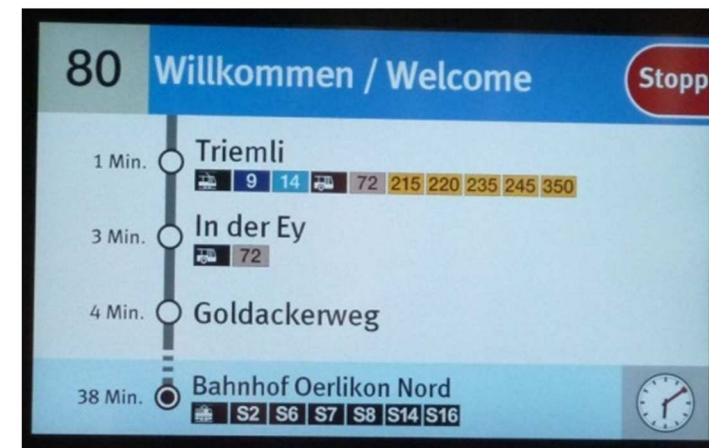 80 Willkommen / Welcome Stopp
1 Min. Triemli
9 14 72 215 220 235 245 350
3 Min. In der Ey
72
4 Min. Goldackerweg
38 Min. Bahnhof Oerlikon Nord
S2 S6 S7 S8 S14 S16